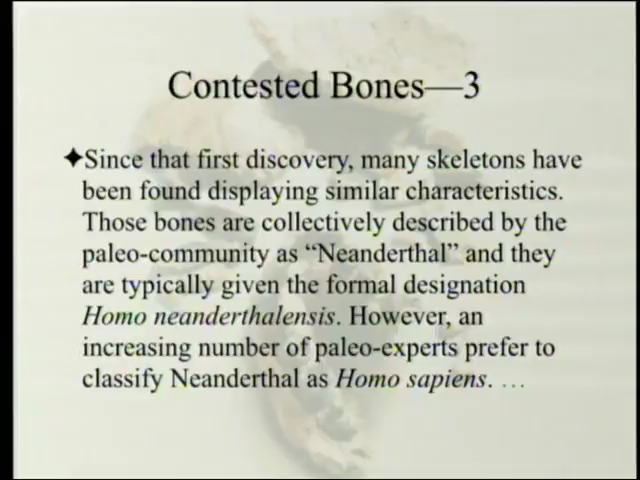 Contested Bones—3
✦Since that first discovery, many skeletons have
been found displaying similar characteristics.
Those bones are collectively described by the
paleo-community as “Neanderthal” and they
are typically given the formal designation
Homo neanderthalensis. However, an
increasing number of paleo-experts prefer to
classify Neanderthal as Homo sapiens. …